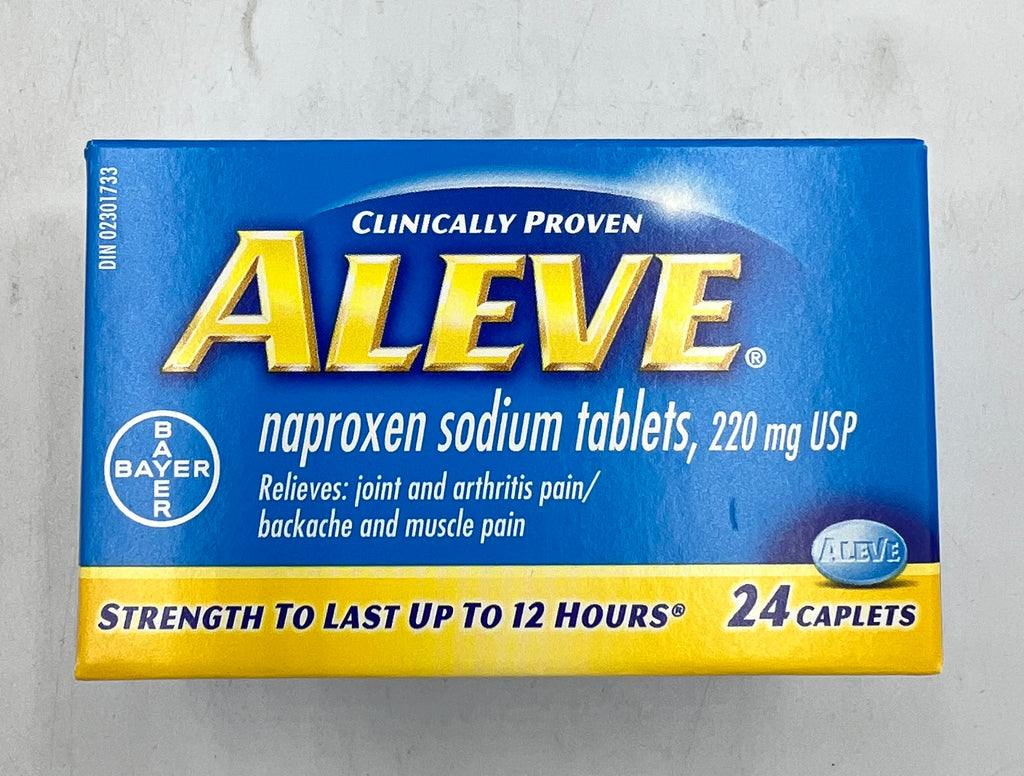 DIN 02301733
CLINICALLY PROVEN
ALEVE®
naproxen sodium tablets, 220 mg USP
BAYER
BAYER
Relieves: joint and arthritis pain/
backache and muscle pain
ALEVE
STRENGTH TO LAST UP TO 12 HOURS®
24 CAPLETS